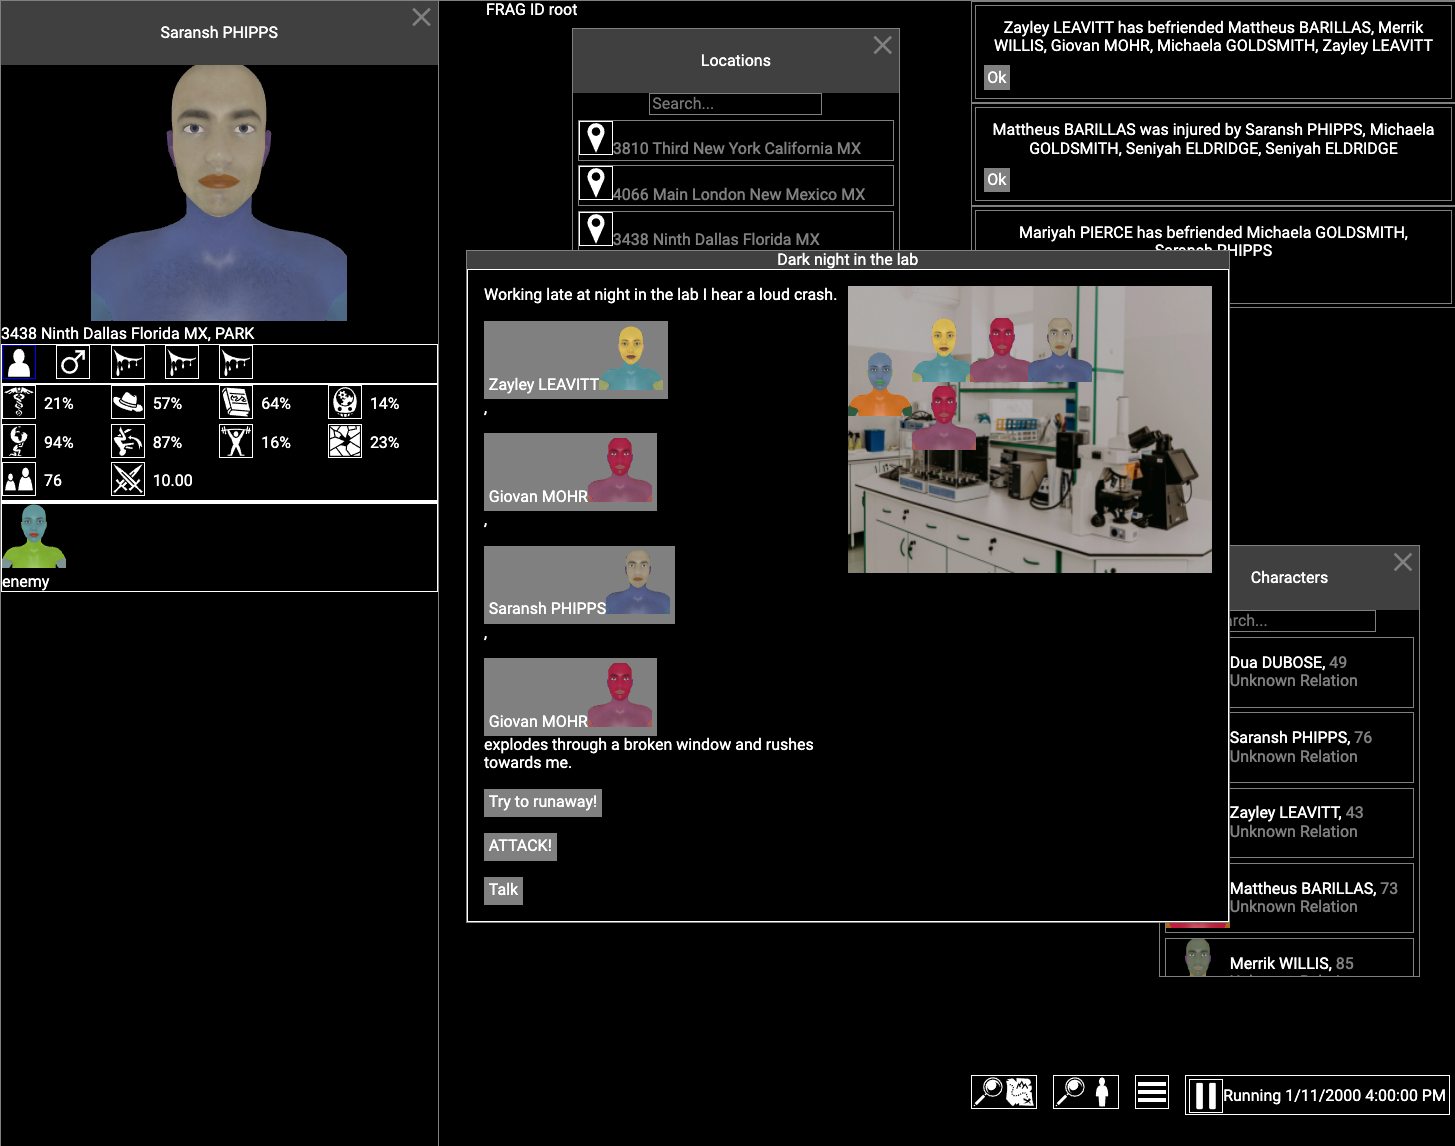 Saransh PHIPPS
3438 Ninth Dallas Florida MX, PARK
21%
57%
64%
14%
94%
87%
16%
23%
76
10.00
enemy
FRAG ID root
Locations
Search...
3810 Third New York California MX
4066 Main London New Mexico MX
3438 Ninth Dallas Florida MX
Zayley LEAVITT has befriended Mattheus BARILLAS, Merrik
WILLIS, Giovan MOHR, Michaela GOLDSMITH, Zayley LEAVITT
Ok
Mattheus BARILLAS was injured by Saransh PHIPPS, Michaela
GOLDSMITH, Seniyah ELDRIDGE, Seniyah ELDRIDGE
Ok
Mariyah PIERCE has befriended Michaela GOLDSMITH,
Saransh PHIPPS
Dark night in the lab
Working late at night in the lab I hear a loud crash.
Zayley LEAVITT
,
Giovan MOHR
,
Saransh PHIPPS
,
Giovan MOHR
explodes through a broken window and rushes
towards me.
Try to runaway!
ATTACK!
Talk
Characters
rch...
Dua DUBOSE, 49
Unknown Relation
Saransh PHIPPS, 76
Unknown Relation
Zayley LEAVITT, 43
Unknown Relation
Mattheus BARILLAS, 73
Unknown Relation
Merrik WILLIS, 85
Running 1/11/2000 4:00:00 PM